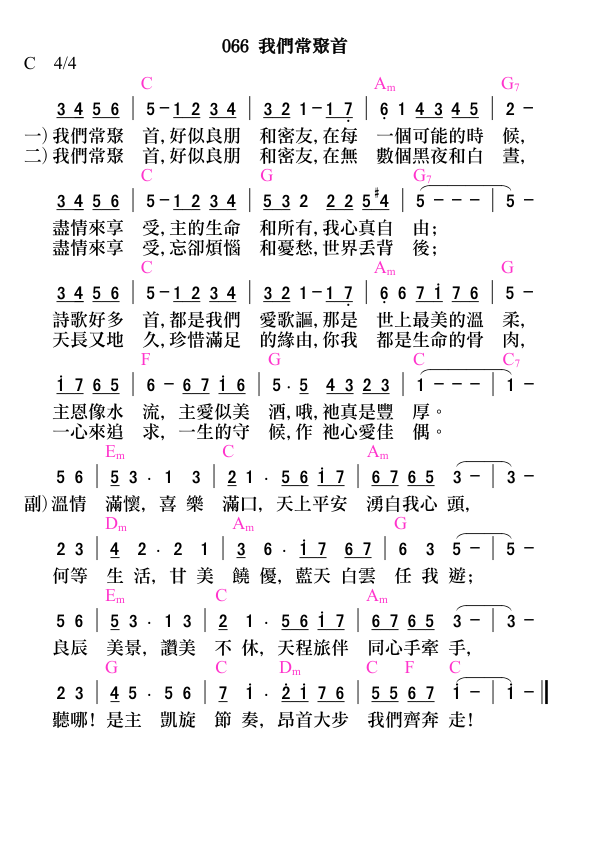 066 我們常聚首
C 4/4
C Am G7
3 4 5 6 | 5 - 1 2 3 4 | 3 2 1 - 1 7 | 6 1 4 3 4 5 | 2 -
一) 我們常聚 首, 好似良朋 和密友, 在每 一個可能的時 候,
二) 我們常聚 首, 好似良朋 和密友, 在無 數個黑夜和白 晝,
C G G7
3 4 5 6 | 5 - 1 2 3 4 | 5 3 2 2 2 5 #4 | 5 - - - | 5 -
盡情來享 受, 主的生命 和所有, 我心真自 由;
盡情來享 受, 忘卻煩惱 和憂愁, 世界丟背 後;
C Am G
3 4 5 6 | 5 - 1 2 3 4 | 3 2 1 - 1 7 | 6 6 7 1 7 6 | 5 -
詩歌好多 首, 都是我們 愛歌謳, 那是 世上最美的溫 柔,
天長又地 久, 珍惜滿足 的緣由, 你我 都是生命的骨 肉,
F G C C7
1 7 6 5 | 6 - 6 7 1 6 | 5 . 5 4 3 2 3 | 1 - - - | 1 -
主恩像水 流, 主愛似美 酒, 哦, 祂真是豐 厚。
一心來追 求, 一生的守 候, 作 祂心愛佳 偶。
Em C Am
5 6 | 5 3 . 1 3 | 2 1 . 5 6 1 7 | 6 7 6 5 3 - | 3 -
副) 溫情 滿懷, 喜 樂 滿口, 天上平安 湧自我心 頭,
Dm Am G
2 3 | 4 2 . 2 1 | 3 6 . 1 7 6 7 | 6 3 5 - | 5 -
何等 生 活, 甘 美 饒 優, 藍天 白雲 任 我 遊;
Em C Am
5 6 | 5 3 . 1 3 | 2 1 . 5 6 1 7 | 6 7 6 5 3 - | 3 -
良辰 美景, 讚美 不 休, 天程旅伴 同心手牽 手,
G C Dm C F C
2 3 | 4 5 . 5 6 | 7 1 . 2 1 7 6 | 5 5 6 7 1 - | 1 -
聽哪! 是主 凱旋 節 奏, 昂首大步 我們齊奔 走!